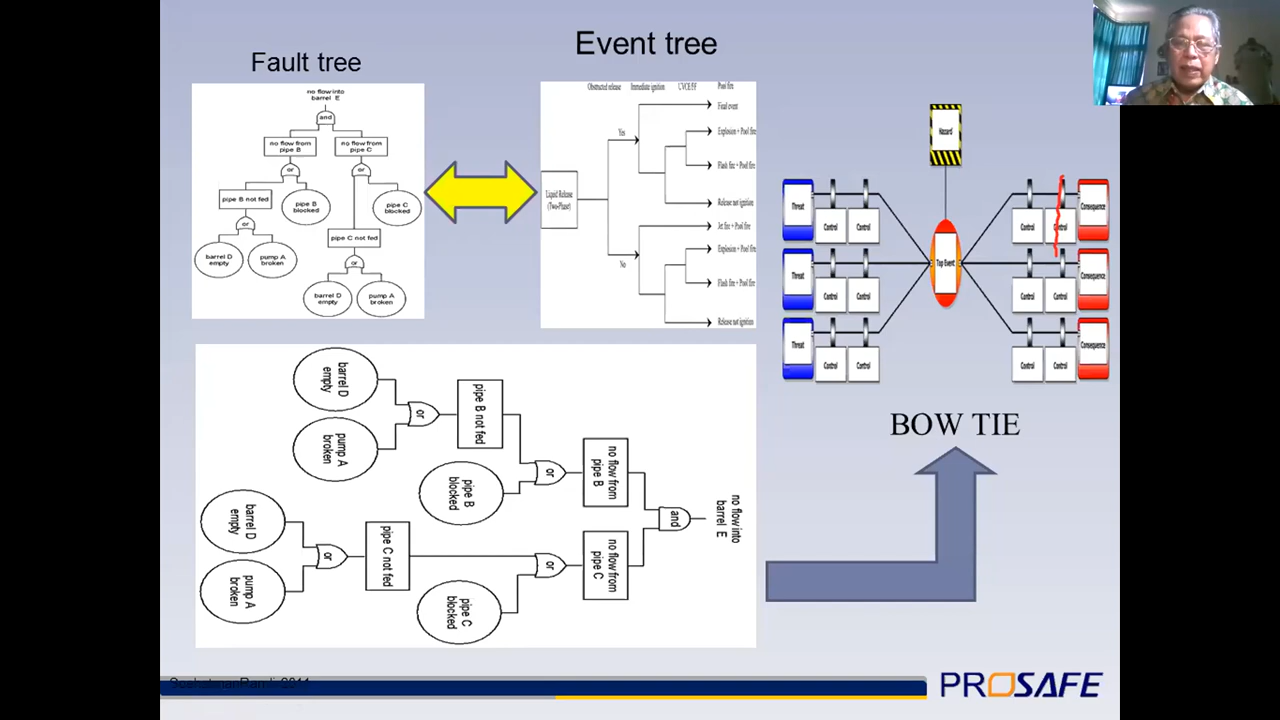 Event tree
Fault tree
no flow into
barrel E
and
no flow from
pipe B
no flow from
pipe C
or
or
pipe B not fed
pipe B
blocked
pipe C
blocked
or
pipe C not fed
barrel D
empty
pump A
broken
or
barrel D
empty
pump A
broken
Obstructed release
Immediate ignition
UVCE/FF
Pool fire
Final event
Yes
Explosion + Pool fire
Flash fire + Pool fire
Liquid Release
(Two-Phase)
Release not ignition
Jet fire + Pool fire
Explosion + Pool fire
No
Flash fire + Pool fire
Release not ignition
Hazard
Threat
Control
Control
Control
Control
Consequence
Top Event
Threat
Control
Control
Control
Control
Consequence
Threat
Control
Control
Control
Control
Consequence
BOW TIE
barrel D
empty
pump A
broken
or
pipe B not fed
pipe B
blocked
or
no flow from
pipe B
barrel D
empty
pump A
broken
or
pipe C not fed
pipe C
blocked
or
no flow from
pipe C
and
no flow into
barrel E
PROSAFE